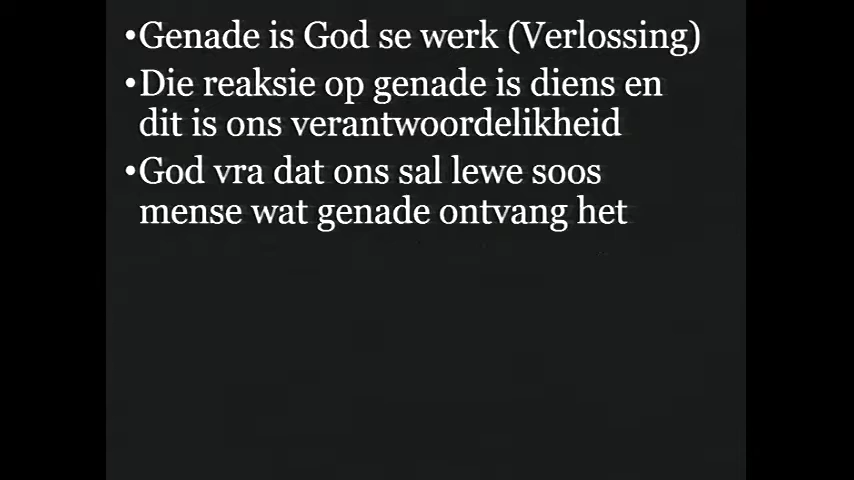 •Genade is God se werk (Verlossing)
•Die reaksie op genade is diens en
dit is ons verantwoordelikheid
•God vra dat ons sal lewe soos
mense wat genade ontvang het